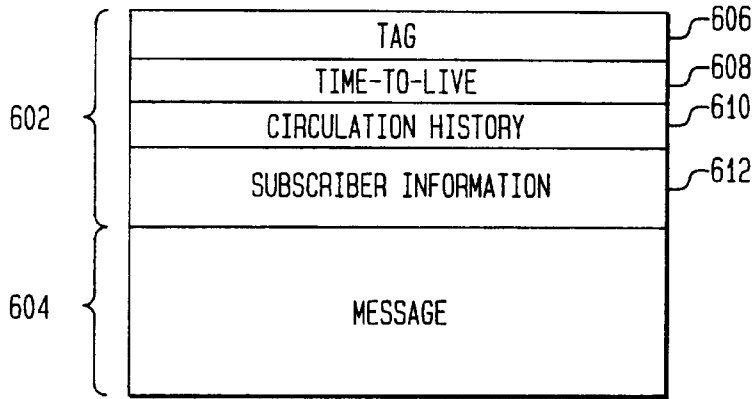 TAG 606
TIME-TO-LIVE 608
602 CIRCULATION HISTORY 610
SUBSCRIBER INFORMATION 612
604 MESSAGE